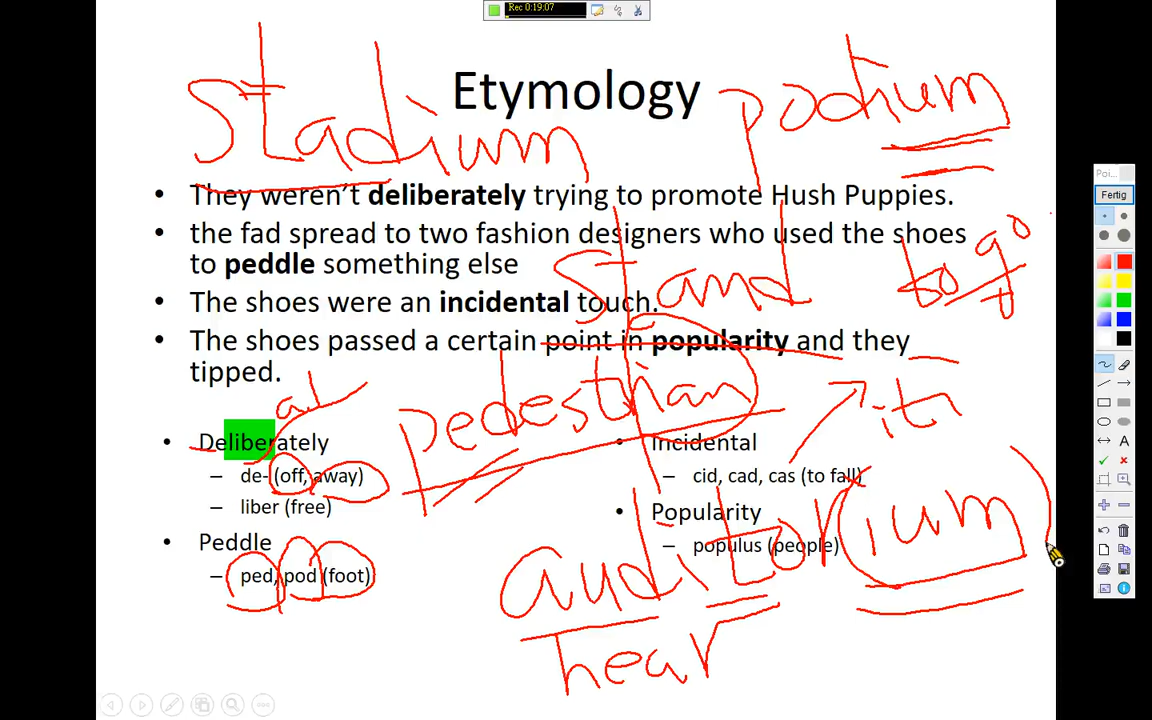 Rec 0:19:07
Etymology
stadium
podium
• They weren't deliberately trying to promote Hush Puppies.
• the fad spread to two fashion designers who used the shoes
to peddle something else
• The shoes were an incidental touch.
• The shoes passed a certain point in popularity and they
tipped.
stand
to go
at
pedesthan
it
• Deliberately
– de- (off, away)
– liber (free)
• Peddle
– ped, pod (foot)
• Incidental
– cid, cad, cas (to fall)
• Popularity
– populus (people)
auditorium
hear
Poi...
Fertig
A